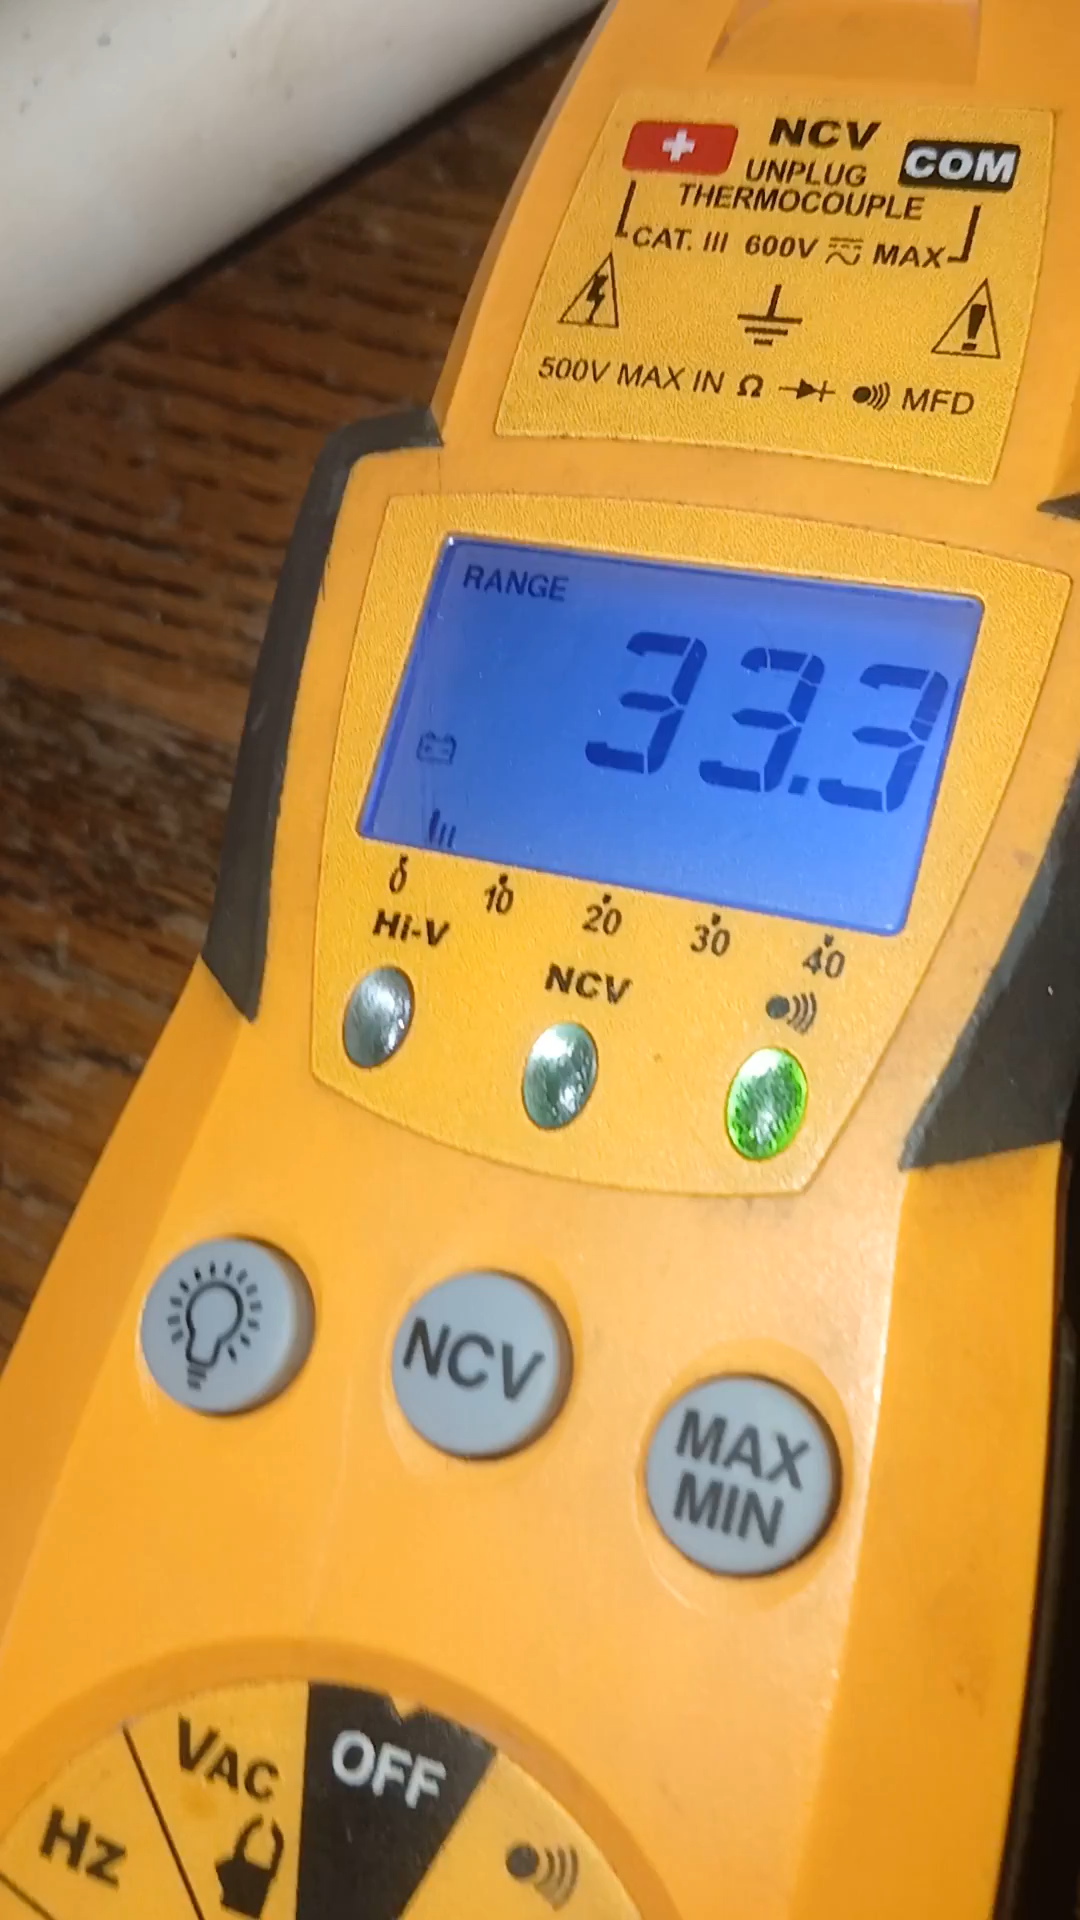 NCV
COM
UNPLUG
THERMOCOUPLE
CAT. III 600V MAX
500V MAX IN Ω MFD
RANGE
33.3
0 10 20 30 40
Hi-V
NCV
NCV
MAX
MIN
OFF
VAC
Hz